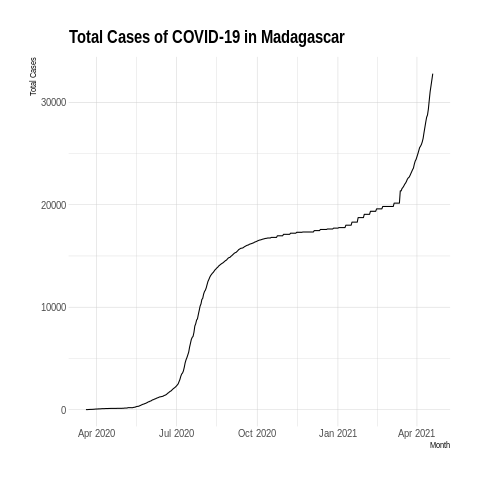 Total Cases of COVID-19 in Madagascar
Total Cases
30000
20000
10000
0
Apr 2020
Jul 2020
Oct 2020
Jan 2021
Apr 2021
Month